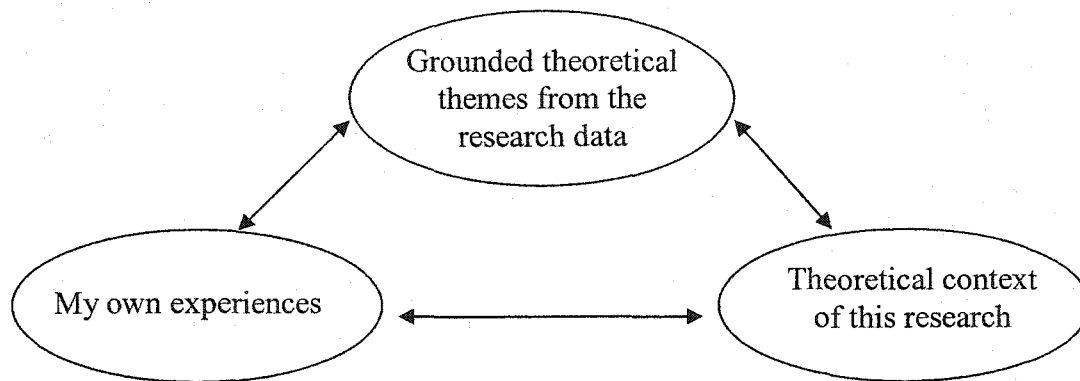 Grounded theoretical
themes from the
research data
My own experiences
Theoretical context
of this research